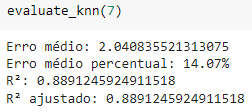 evaluate_knn(7)
Erro médio: 2.040835521313075
Erro médio percentual: 14.07%
R²: 0.8891245924911518
R² ajustado: 0.8891245924911518